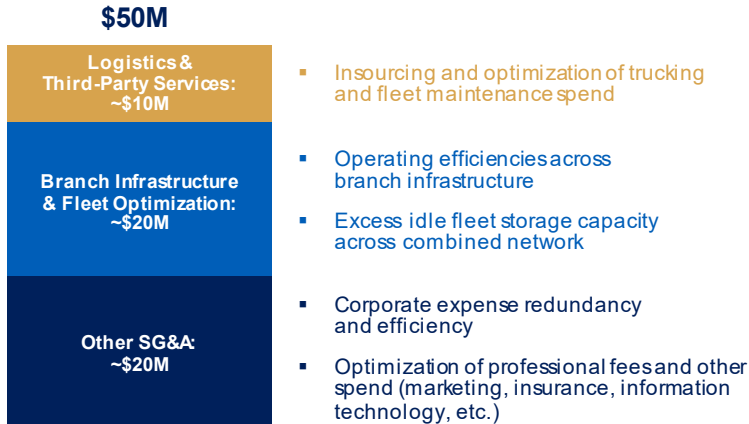 $50M
Logistics &
Third-Party Services:
~$10M
▪ Insourcing and optimization of trucking
and fleet maintenance spend
Branch Infrastructure
& Fleet Optimization:
~$20M
▪ Operating efficiencies across
branch infrastructure
▪ Excess idle fleet storage capacity
across combined network
Other SG&A:
~$20M
▪ Corporate expense redundancy
and efficiency
▪ Optimization of professional fees and other
spend (marketing, insurance, information
technology, etc.)